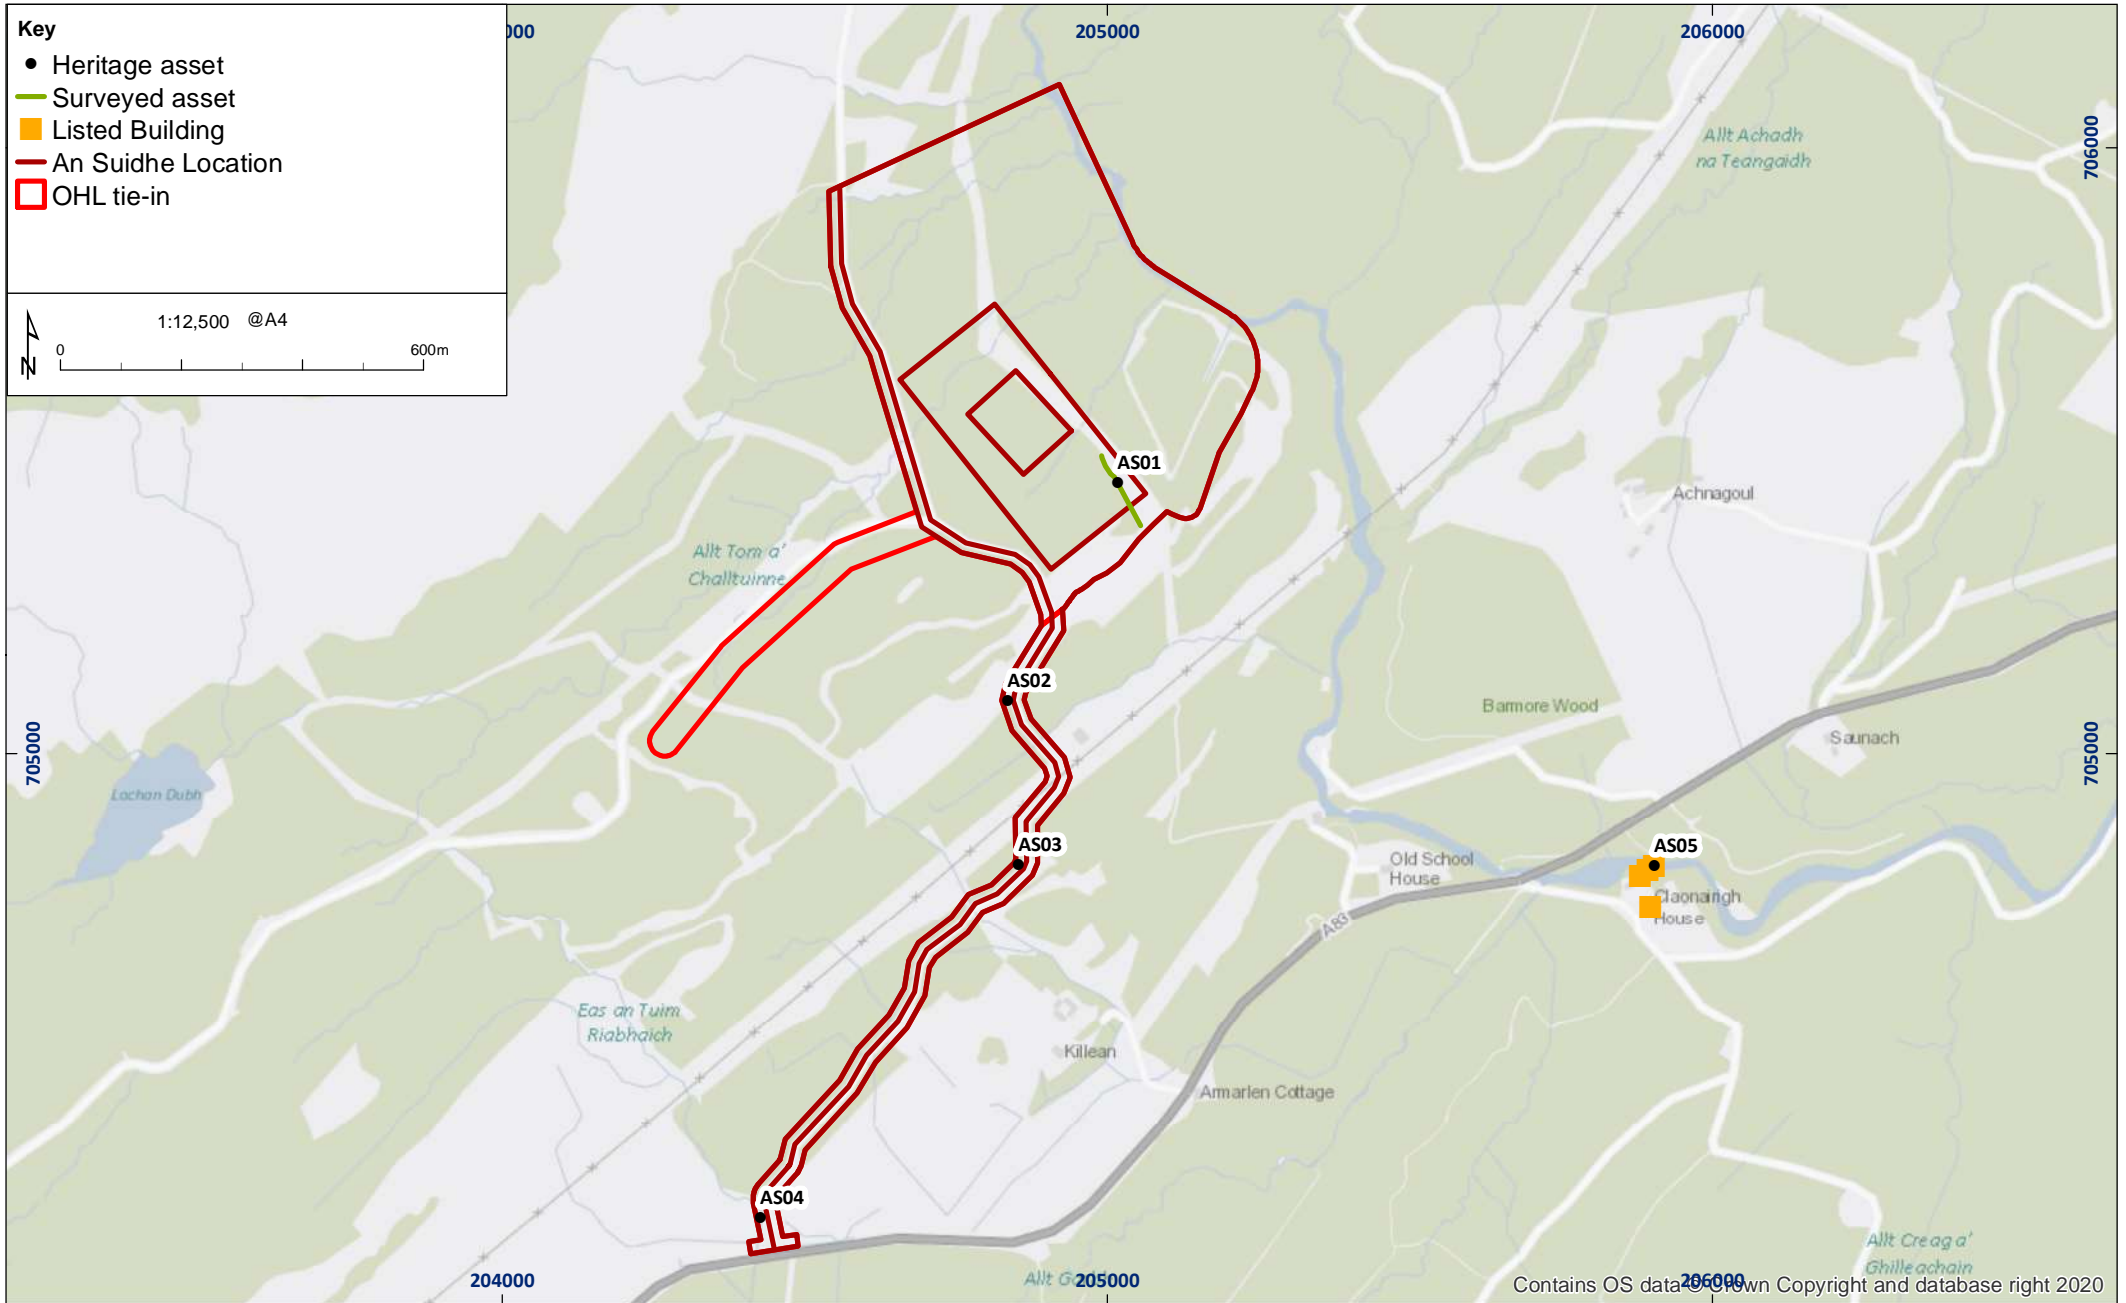 Key
Heritage asset
Surveyed asset
Listed Building
An Suidhe Location
OHL tie-in
1:12,500 @A4
N
0
600m
000
205000
206000
706000
Allt Achadh
na Teangaidh
AS01
Achnagoul
Allt Tom a'
Challtuinne
AS02
Barmore Wood
Saunach
705000
705000
Lochan Dubh
AS03
Old School
House
AS05
Claonairigh
House
A83
Eas an Tuim
Riabhaich
Killean
Armarlen Cottage
AS04
Allt Creag a'
Ghilleachain
204000
Allt
205000
206000
Contains OS data © Crown Copyright and database right 2020